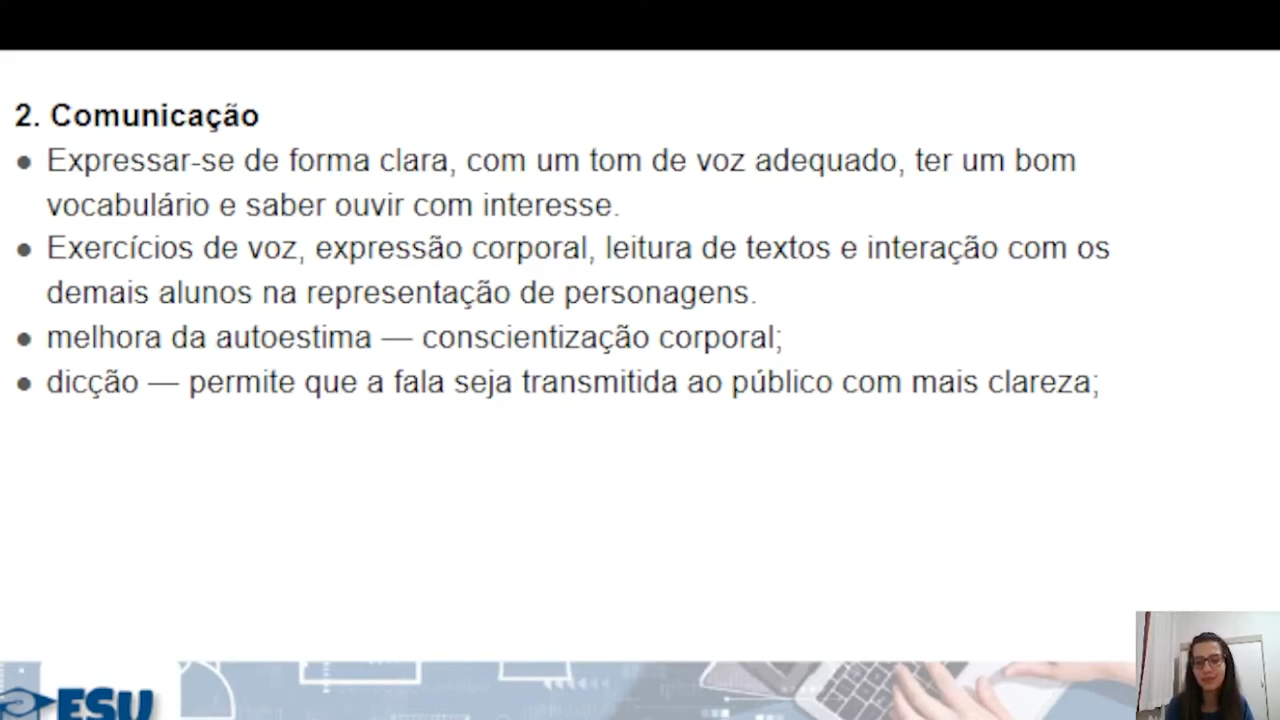 2. Comunicação
● Expressar-se de forma clara, com um tom de voz adequado, ter um bom
vocabulário e saber ouvir com interesse.
● Exercícios de voz, expressão corporal, leitura de textos e interação com os
demais alunos na representação de personagens.
● melhora da autoestima — conscientização corporal;
● dicção — permite que a fala seja transmitida ao público com mais clareza;
ESU